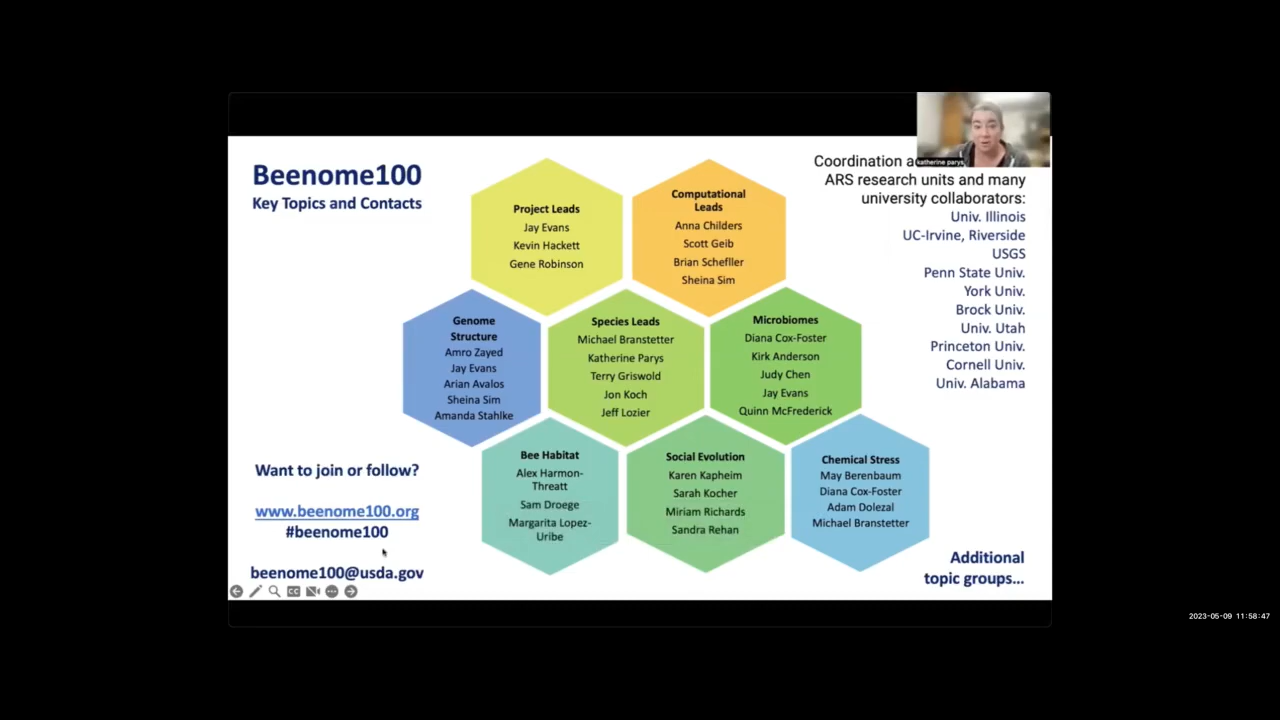 Beenome100
Key Topics and Contacts
Project Leads
Jay Evans
Kevin Hackett
Gene Robinson
Computational
Leads
Anna Childers
Scott Geib
Brian Schefller
Sheina Sim
katherine parys
Coordination
ARS research units and many
university collaborators:
Univ. Illinois
UC-Irvine, Riverside
USGS
Penn State Univ.
York Univ.
Brock Univ.
Univ. Utah
Princeton Univ.
Cornell Univ.
Univ. Alabama
Genome
Structure
Amro Zayed
Jay Evans
Arian Avalos
Sheina Sim
Amanda Stahlke
Species Leads
Michael Branstetter
Katherine Parys
Terry Griswold
Jon Koch
Jeff Lozier
Microbiomes
Diana Cox-Foster
Kirk Anderson
Judy Chen
Jay Evans
Quinn McFrederick
Bee Habitat
Alex Harmon-
Threatt
Sam Droege
Margarita Lopez-
Uribe
Social Evolution
Karen Kapheim
Sarah Kocher
Miriam Richards
Sandra Rehan
Chemical Stress
May Berenbaum
Diana Cox-Foster
Adam Dolezal
Michael Branstetter
Want to join or follow?
www.beenome100.org
#beenome100
beenome100@usda.gov
CC
Additional
topic groups...
2023-05-09 11:58:47